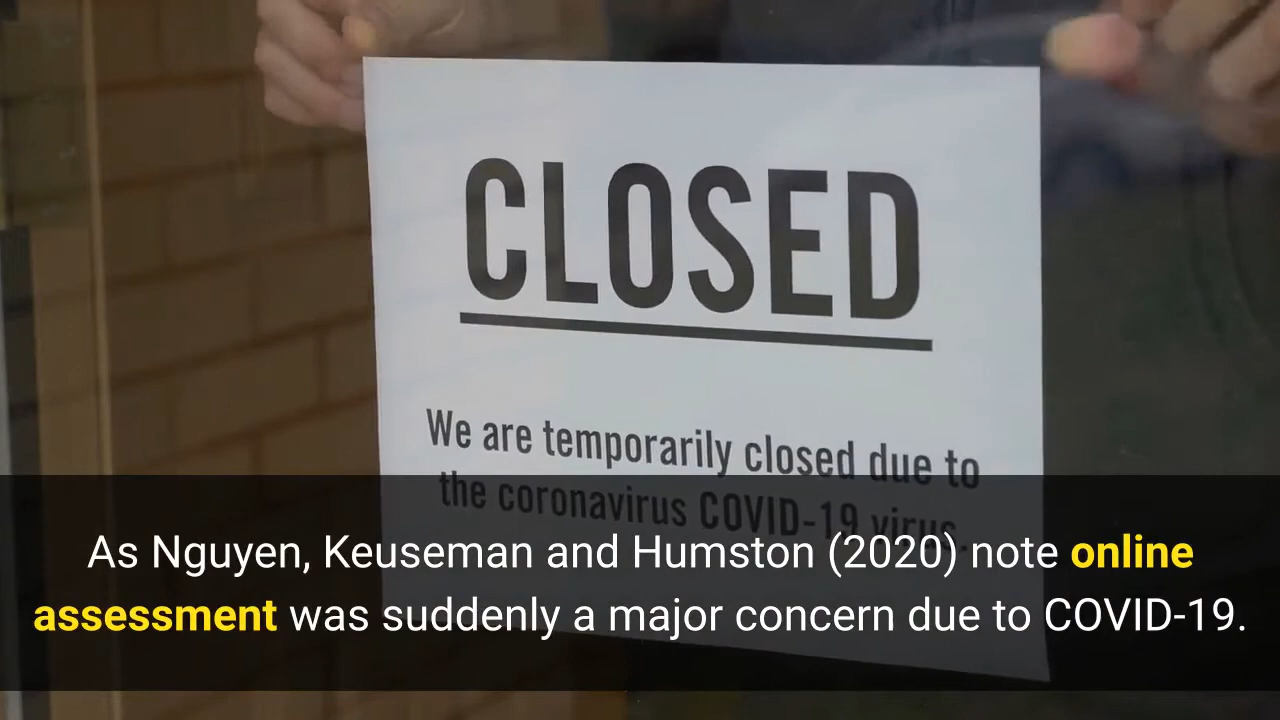 CLOSED
We are temporarily closed due to
the coronavirus COVID-19 virus.
As Nguyen, Keuseman and Humston (2020) note online
assessment was suddenly a major concern due to COVID-19.